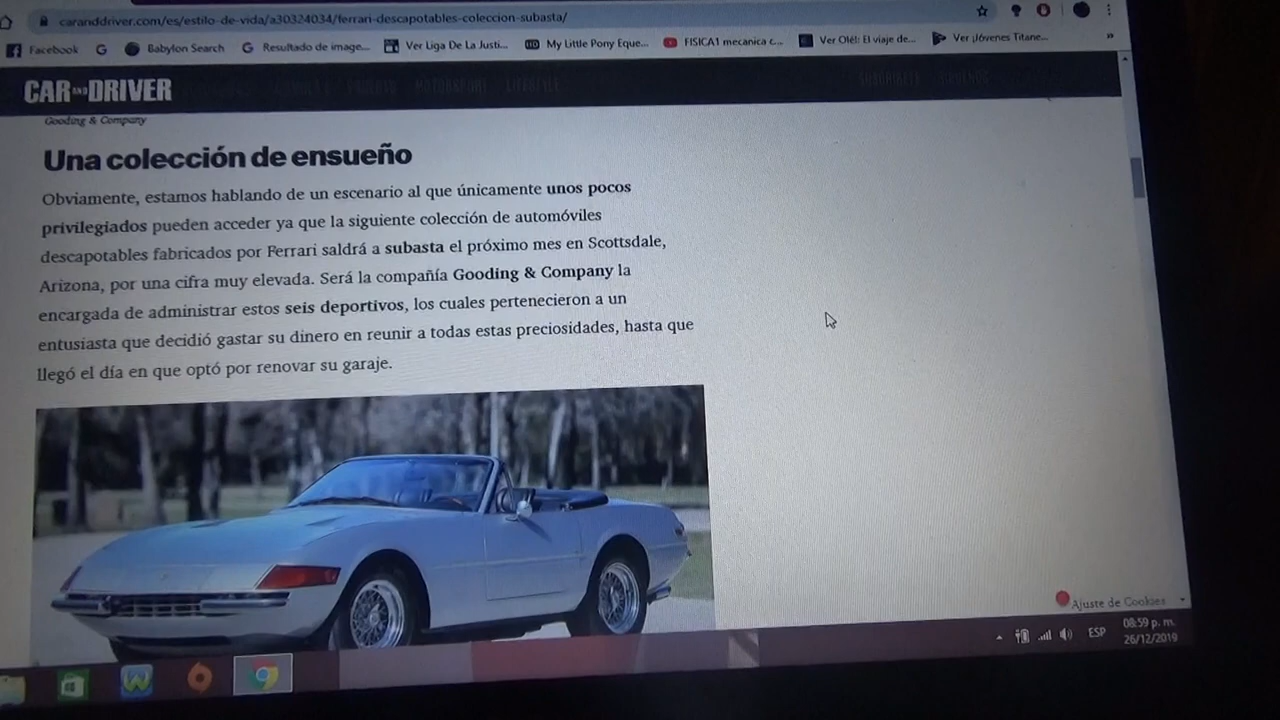 caranddriver.com/es/estilo-de-vida/a30324034/ferrari-descapotables-coleccion-subasta/
Facebook
Babylon Search
Resultado de image...
Ver Liga De La Justi...
My Little Pony Eque...
FISICA1 mecanica c...
Ver Olé!: El viaje de...
Ver ¡Jóvenes Titane...
»
CAR AND DRIVER
Gooding & Company
Una colección de ensueño
Obviamente, estamos hablando de un escenario al que únicamente unos pocos
privilegiados pueden acceder ya que la siguiente colección de automóviles
descapotables fabricados por Ferrari saldrá a subasta el próximo mes en Scottsdale,
Arizona, por una cifra muy elevada. Será la compañía Gooding & Company la
encargada de administrar estos seis deportivos, los cuales pertenecieron a un
entusiasta que decidió gastar su dinero en reunir a todas estas preciosidades, hasta que
llegó el día en que optó por renovar su garaje.
Ajuste de Cookies
ESP
08:59 p. m.
26/12/2019